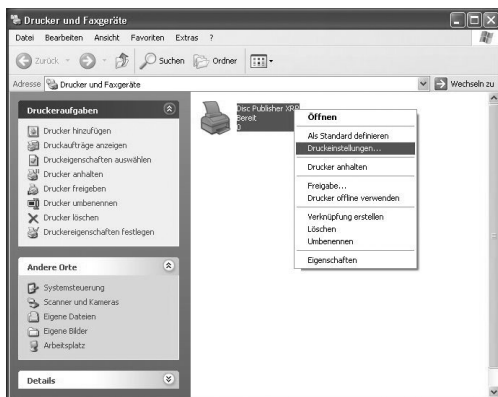 Drucker und Faxgeräte
Datei Bearbeiten Ansicht Favoriten Extras ?
Zurück Suchen Ordner
Adresse Drucker und Faxgeräte Wechseln zu
Druckeraufgaben
Drucker hinzufügen
Druckaufträge anzeigen
Druckeigenschaften auswählen
Drucker anhalten
Drucker freigeben
Drucker umbenennen
Drucker löschen
Druckereigenschaften festlegen
Andere Orte
Systemsteuerung
Scanner und Kameras
Eigene Dateien
Eigene Bilder
Arbeitsplatz
Details
Disc Publisher XRP
Bereit
0
Öffnen
Als Standard definieren
Druckeinstellungen...
Drucker anhalten
Freigabe...
Drucker offline verwenden
Verknüpfung erstellen
Löschen
Umbenennen
Eigenschaften